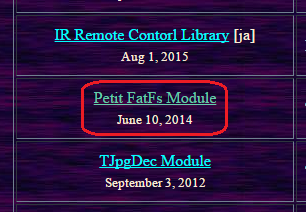 IR Remote Contorl Library [ja]
Aug 1, 2015
Petit FatFs Module
June 10, 2014
TJpgDec Module
September 3, 2012